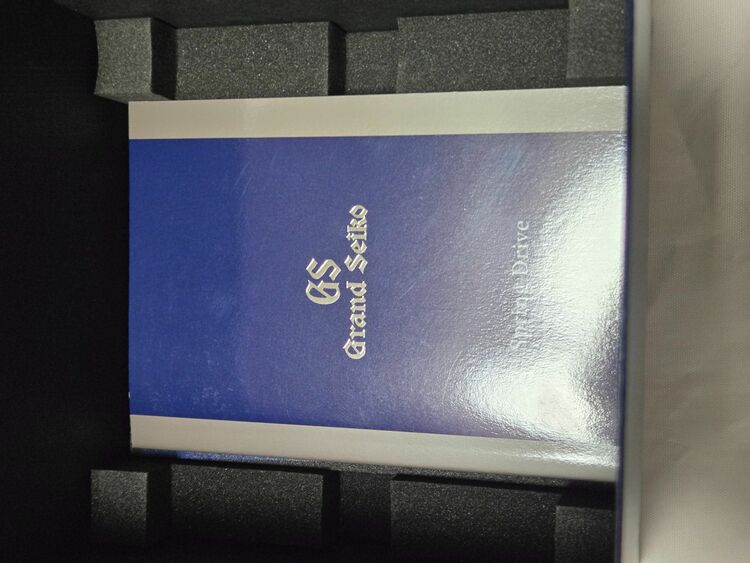 GS
Grand Seiko
Spring Drive